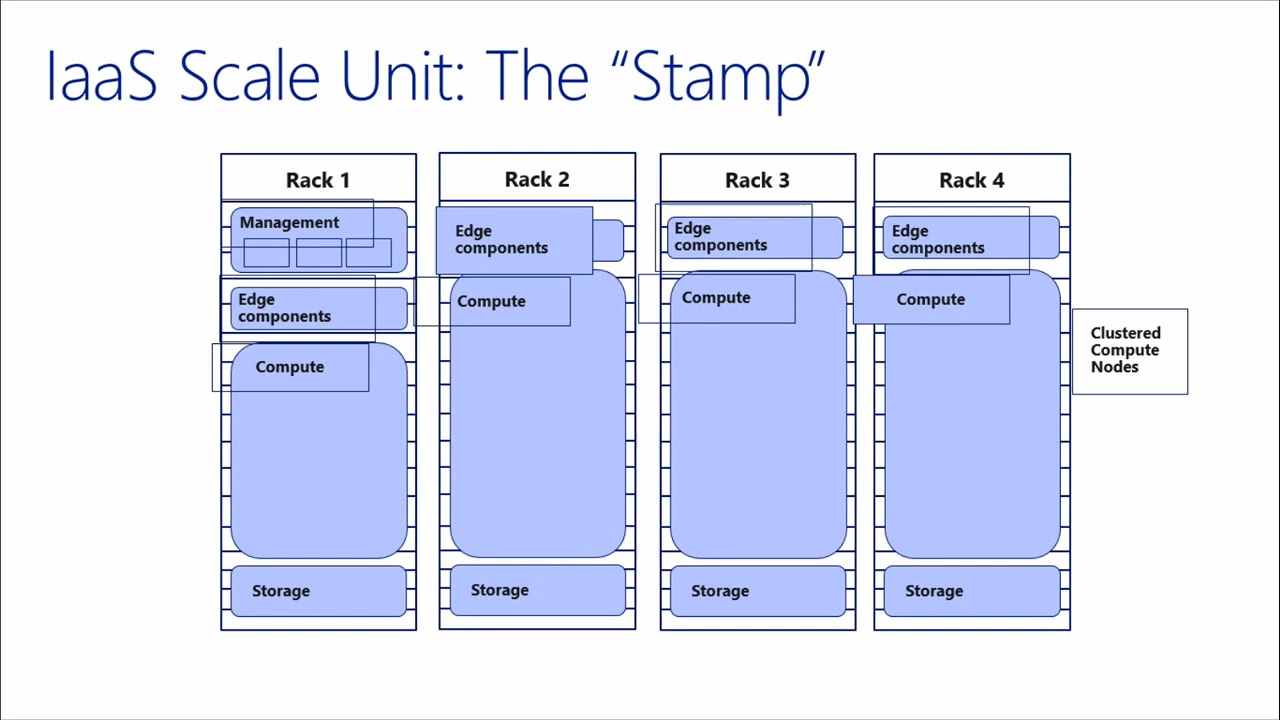 IaaS Scale Unit: The “Stamp”
Rack 1
Management
Edge
components
Compute
Storage
Rack 2
Edge
components
Compute
Storage
Rack 3
Edge
components
Compute
Storage
Rack 4
Edge
components
Compute
Storage
Clustered
Compute
Nodes